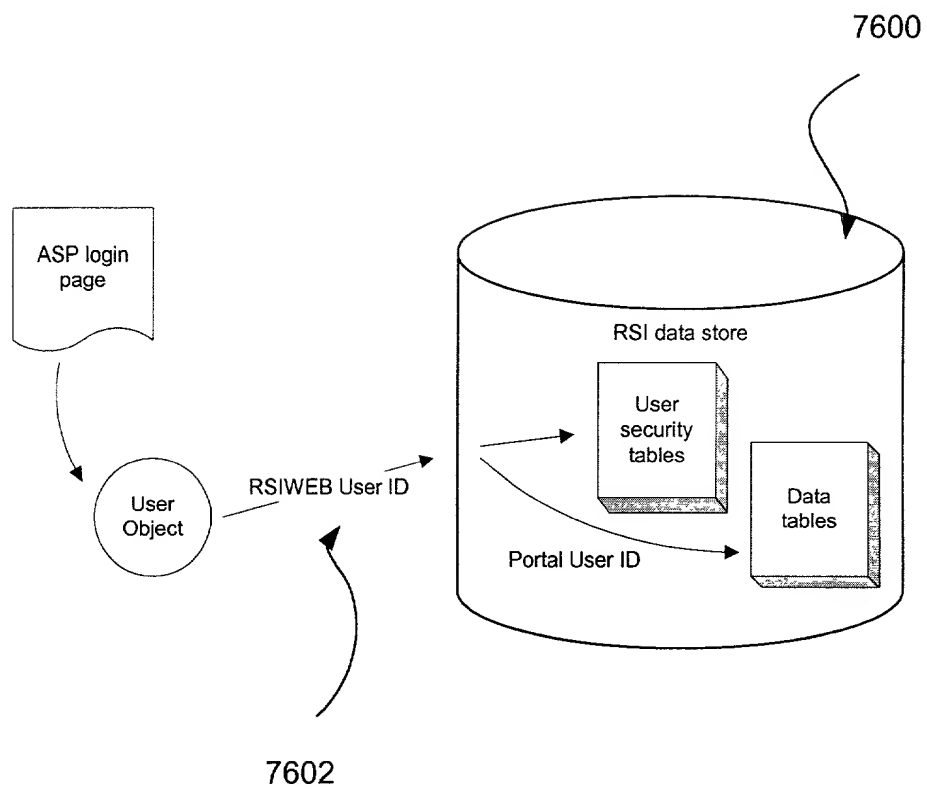 7600
ASP login
page
RSI data store
User
security
tables
RSIWEB User ID
User
Object
Data
tables
Portal User ID
7602